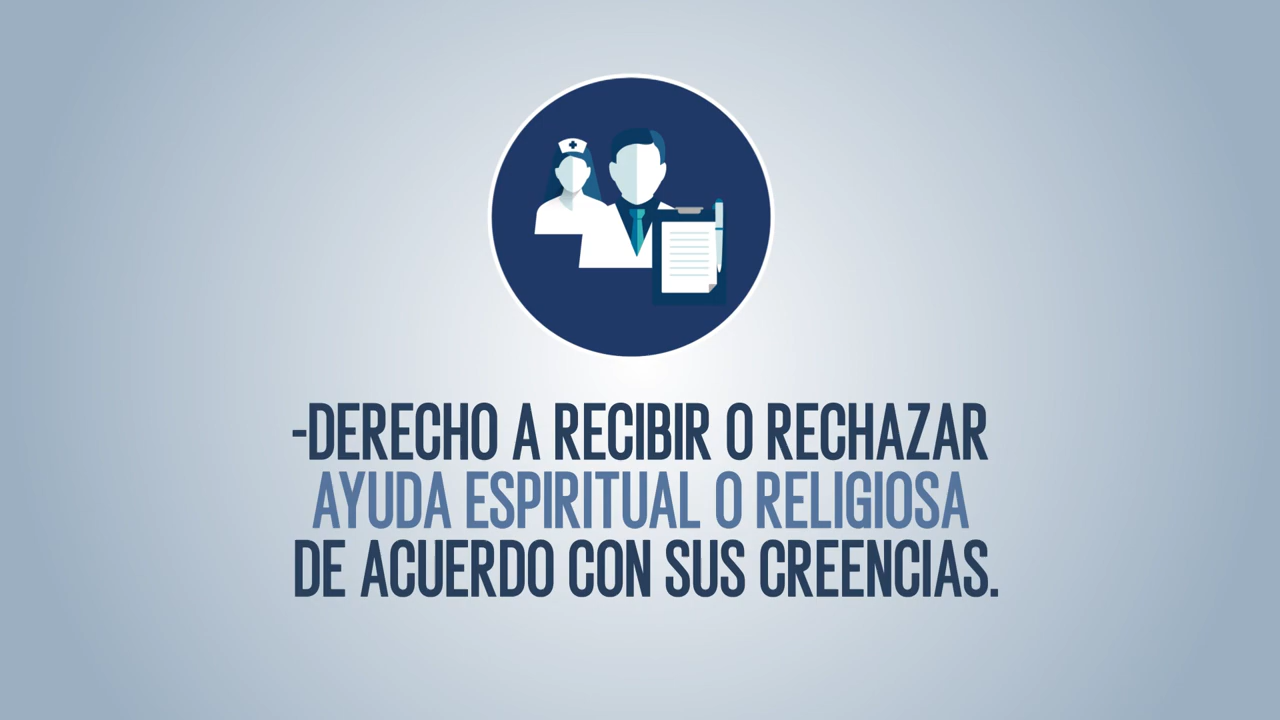 -DERECHO A RECIBIR O RECHAZAR
AYUDA ESPIRITUAL O RELIGIOSA
DE ACUERDO CON SUS CREENCIAS.